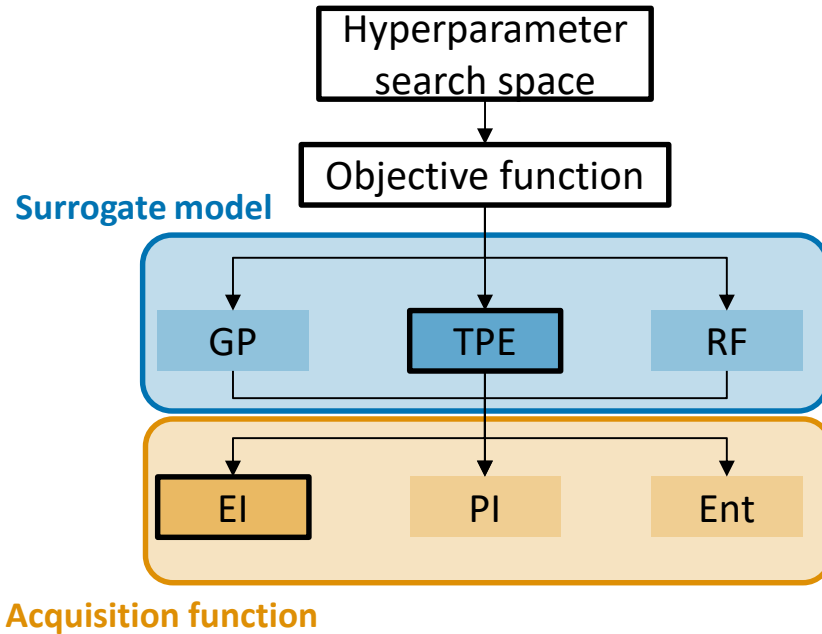 Hyperparameter
search space
Objective function
Surrogate model
GP
TPE
RF
EI
PI
Ent
Acquisition function